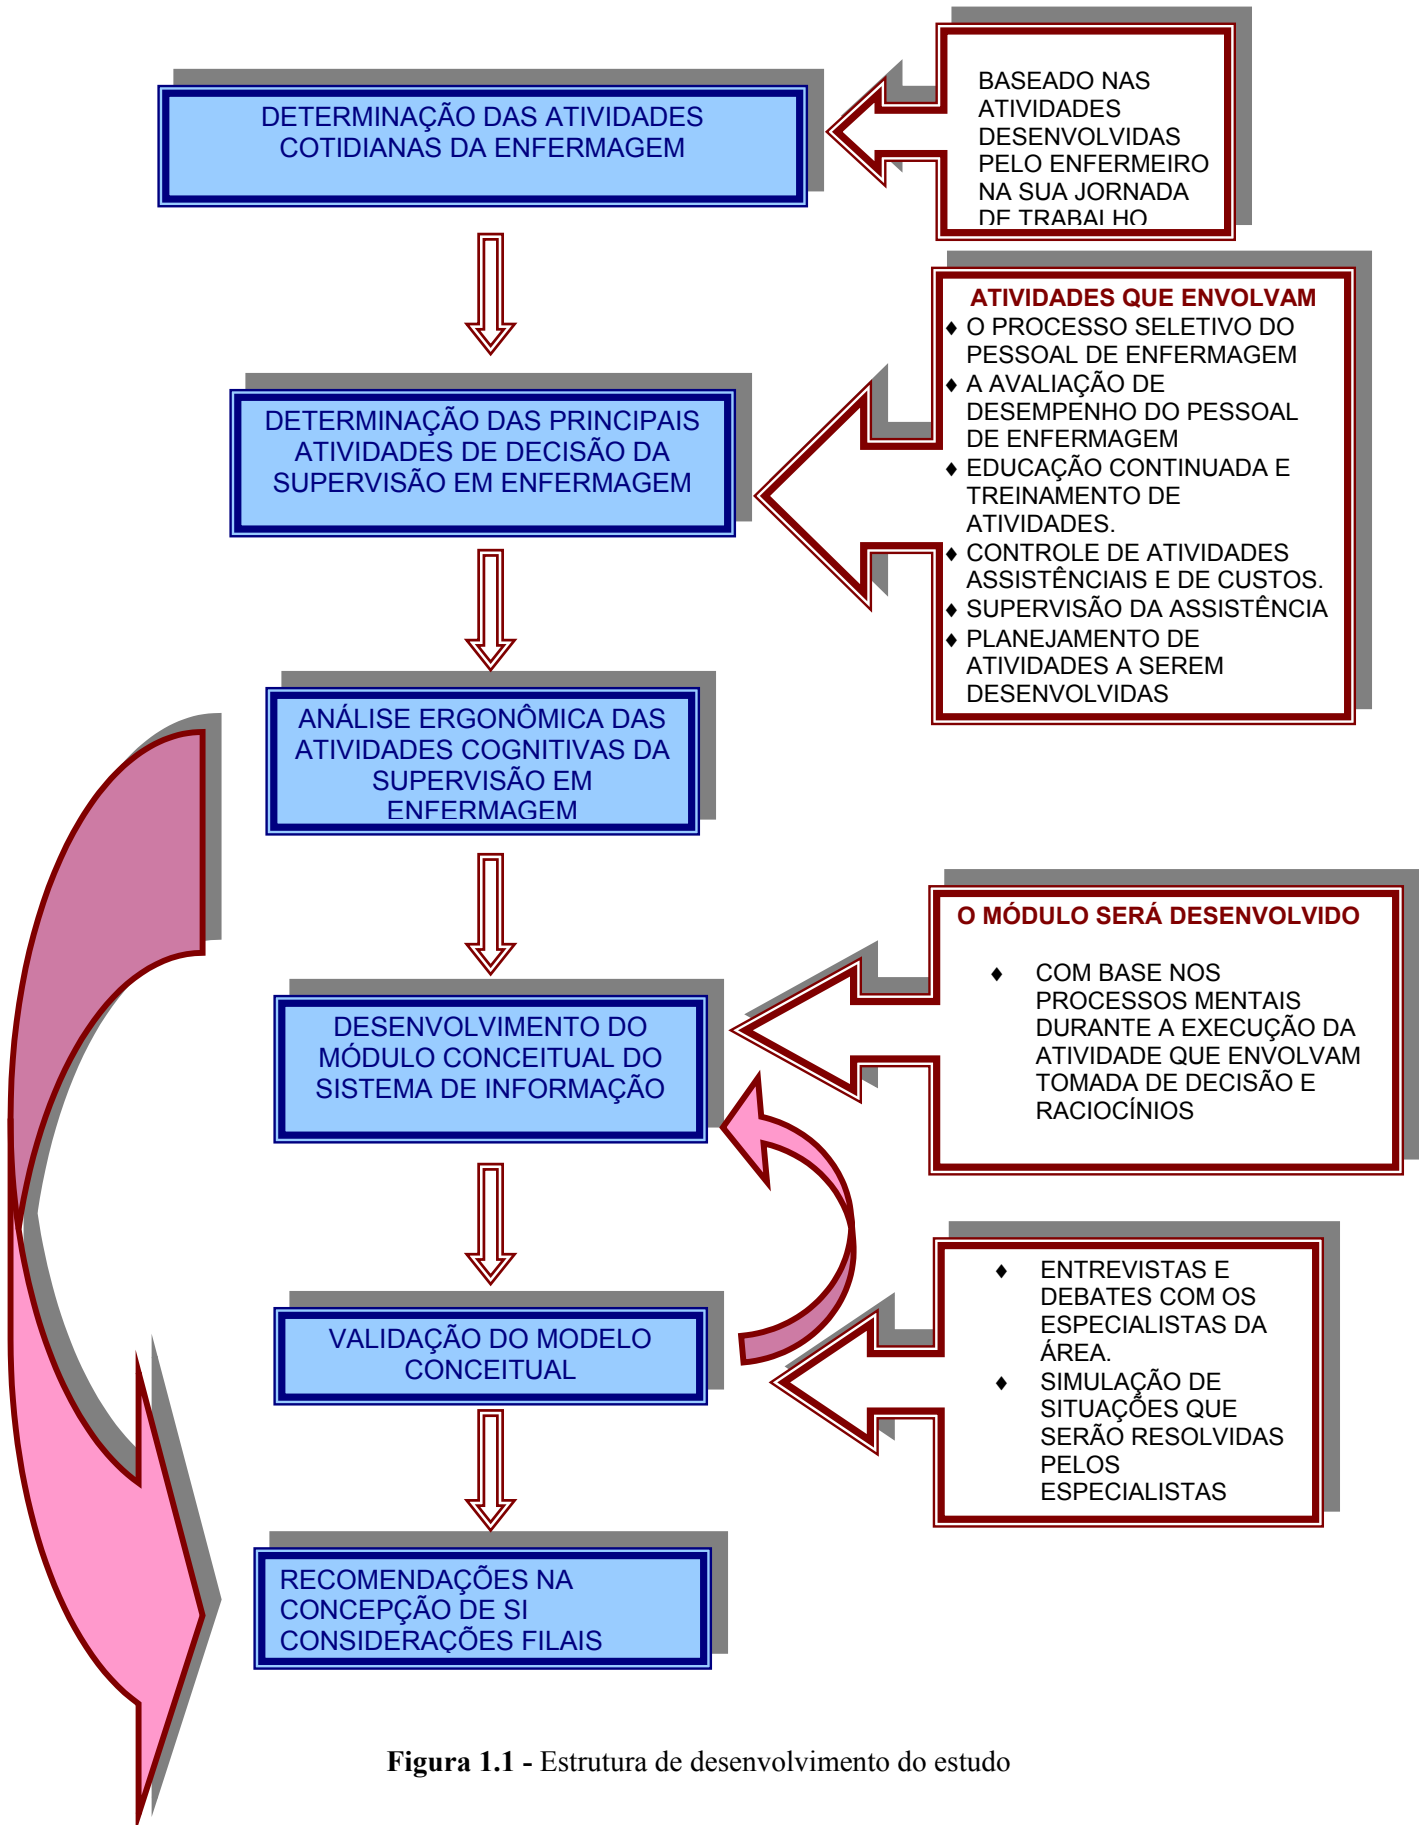 DETERMINAÇÃO DAS ATIVIDADES
COTIDIANAS DA ENFERMAGEM
BASEADO NAS
ATIVIDADES
DESENVOLVIDAS
PELO ENFERMEIRO
NA SUA JORNADA
DE TRABALHO
DETERMINAÇÃO DAS PRINCIPAIS
ATIVIDADES DE DECISÃO DA
SUPERVISÃO EM ENFERMAGEM
ATIVIDADES QUE ENVOLVAM
♦ O PROCESSO SELETIVO DO
PESSOAL DE ENFERMAGEM
♦ A AVALIAÇÃO DE
DESEMPENHO DO PESSOAL
DE ENFERMAGEM
♦ EDUCAÇÃO CONTINUADA E
TREINAMENTO DE
ATIVIDADES.
♦ CONTROLE DE ATIVIDADES
ASSISTÊNCIAIS E DE CUSTOS.
♦ SUPERVISÃO DA ASSISTÊNCIA
♦ PLANEJAMENTO DE
ATIVIDADES A SEREM
DESENVOLVIDAS
ANÁLISE ERGONÔMICA DAS
ATIVIDADES COGNITIVAS DA
SUPERVISÃO EM
ENFERMAGEM
DESENVOLVIMENTO DO
MÓDULO CONCEITUAL DO
SISTEMA DE INFORMAÇÃO
O MÓDULO SERÁ DESENVOLVIDO
♦ COM BASE NOS
PROCESSOS MENTAIS
DURANTE A EXECUÇÃO DA
ATIVIDADE QUE ENVOLVAM
TOMADA DE DECISÃO E
RACIOCÍNIOS
VALIDAÇÃO DO MODELO
CONCEITUAL
♦ ENTREVISTAS E
DEBATES COM OS
ESPECIALISTAS DA
ÁREA.
♦ SIMULAÇÃO DE
SITUAÇÕES QUE
SERÃO RESOLVIDAS
PELOS
ESPECIALISTAS
RECOMENDAÇÕES NA
CONCEPÇÃO DE SI
CONSIDERAÇÕES FILAIS
Figura 1.1 - Estrutura de desenvolvimento do estudo